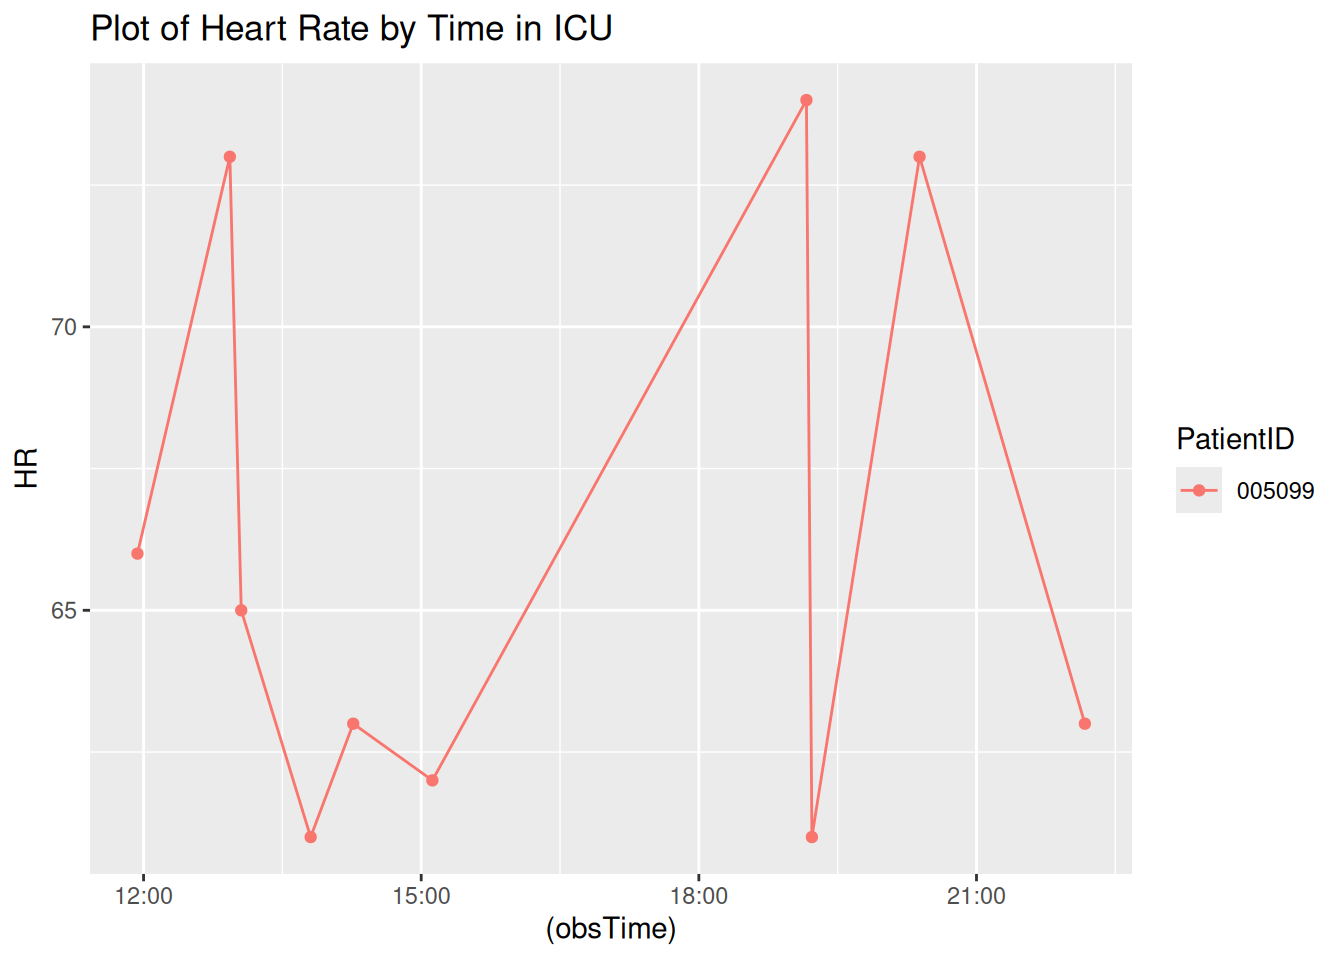 Plot of Heart Rate by Time in ICU
HR
70
65
12:00 15:00 18:00 21:00
(obsTime)
PatientID
005099